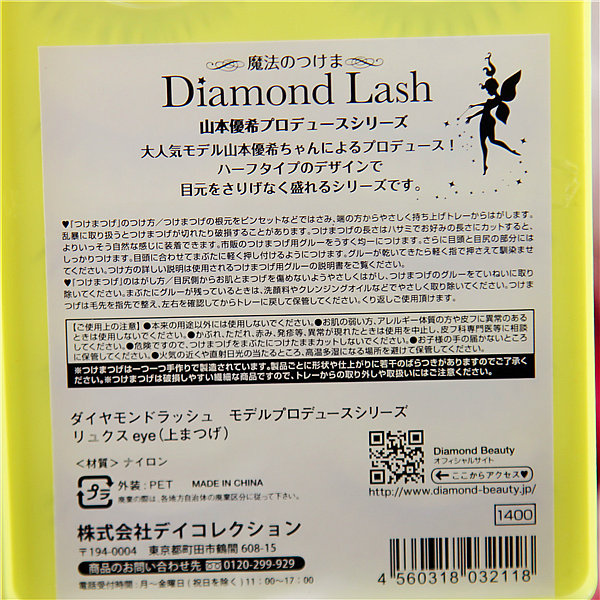 魔法のつけま
Diamond Lash
山本優希プロデュースシリーズ
大人気モデル山本優希ちゃんによるプロデュース!
ハーフタイプのデザインで
目元をさりげなく盛れるシリーズです。
♥「つけまつげ」のつけ方／つけまつげの根元をピンセットなどではさみ、端の方からやさしく持ち上げトレーからはがします。
乱暴に取り扱うとつけまつげが切れたり破損することがあります。つけまつげの長さはハサミでお好みの長さにカットすると、
よりいっそう自然な感じに装着できます。市販のつけまつげ用グルーをうすく均一につけます。さらに目頭と目尻の部分には
しっかりつけます。目頭に合わせてまぶたに軽く押し付けるようにつけます。グルーが乾いてきたら軽く指で押さえて馴染ませ
てください。つけ方の詳しい説明は使用されるつけまつげ用グルーの説明書をご覧ください。
♥「つけまつげ」のはがし方／目尻側からお肌とまつげを傷めないようやさしくはがし、つけまつげのグルーをていねいに取り
除いてください。まぶたにグルーが残っているときは、洗顔料やクレンジングオイルなどでやさしく取り除いてください。つけま
つげは毛先を指先で整え、左右を確認してからトレーに戻して保管してください。くり返しご使用頂けます。
【ご使用上の注意】●本来の用途以外には使用しないでください。●お肌の弱い方、アレルギー体質の方や皮フに異常のある
ときは使用しないでください。●かぶれ、ただれ、赤み、発疹等、異常が現れたときは使用を中止し、皮フ科専門医等に相談
してください。●危険ですので、つけまつげをまぶたにつけたままカットしないでください。●お子様の手の届かないところ
に保管してください。●火気の近くや直射日光の当たるところ、高温多湿になる場所を避けて保管してください。
※つけまつげは一つ一つ手作りで製造されています。製品ごとに形状や仕上がりに若干のばらつきがありますのでご了承く
ださい。※つけまつげは破損しやすい繊細な商品ですので、トレーからの取り外しや取扱いにはご注意ください。
ダイヤモンドラッシュ モデルプロデュースシリーズ
リュクスeye(上まつげ)
<材質>ナイロン
プラ
外装:PET MADE IN CHINA
廃棄の際は、各地方自治体の廃棄区分に従って下さい。
Diamond Beauty
オフィシャルサイト
ここからアクセス♥
http://www.diamond-beauty.jp/
株式会社デイコレクション
〒194-0004 東京都町田市鶴間 608-15
商品のお問い合わせ先 0120-299-929
電話受付時間:月〜金曜日(祝日を除く)11:00〜17:00
1400
4 560318 032118